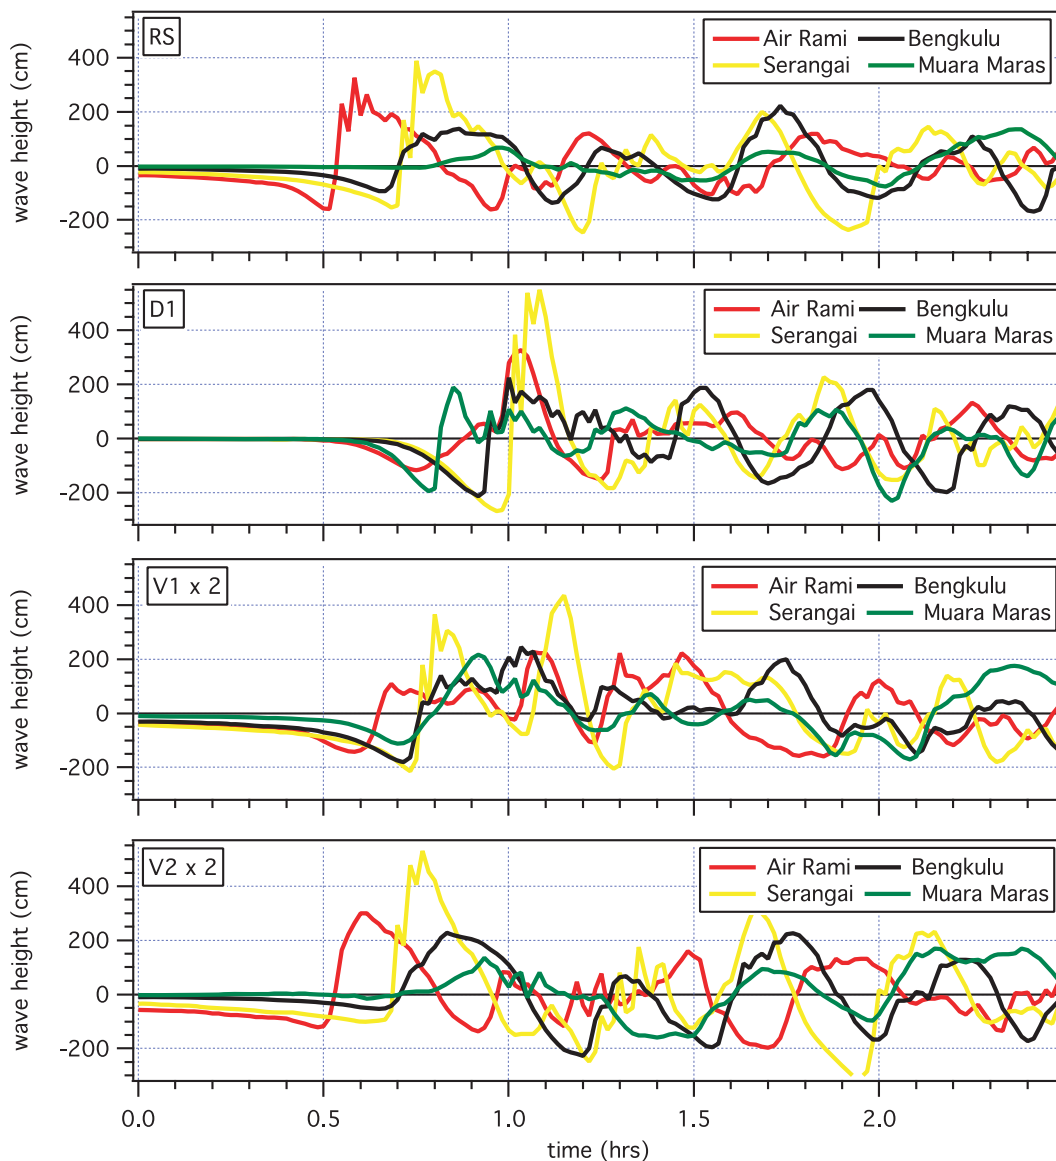 RS
Air Rami
Bengkulu
Serangai
Muara Maras
400
200
0
-200
wave height (cm)
D1
Air Rami
Bengkulu
Serangai
Muara Maras
400
200
0
-200
wave height (cm)
V1 x 2
Air Rami
Bengkulu
Serangai
Muara Maras
400
200
0
-200
wave height (cm)
V2 x 2
Air Rami
Bengkulu
Serangai
Muara Maras
400
200
0
-200
wave height (cm)
0.0 0.5 1.0 1.5 2.0
time (hrs)